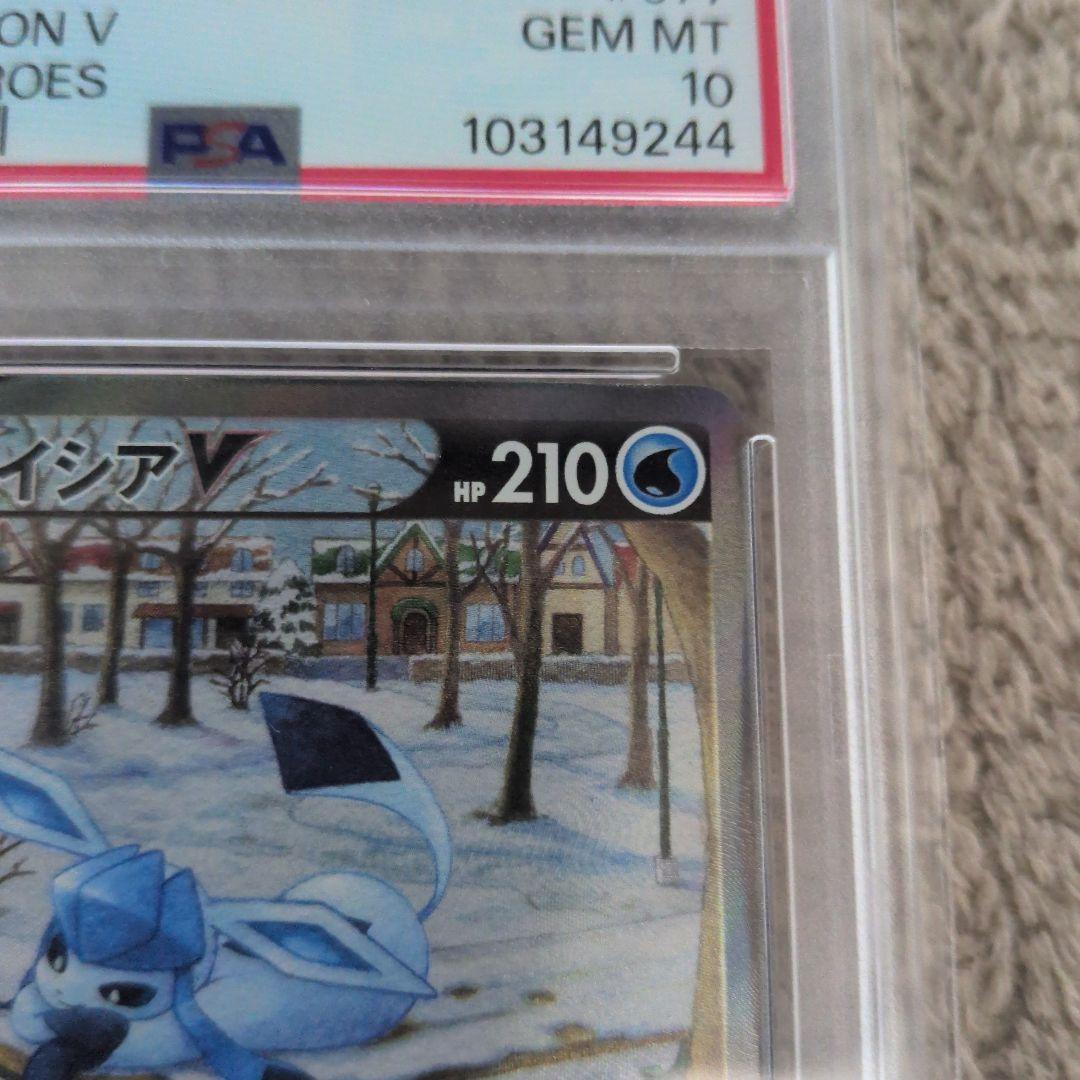 ON V
GEM MT
ROES
10
PSA
103149244
イシアV
HP 210